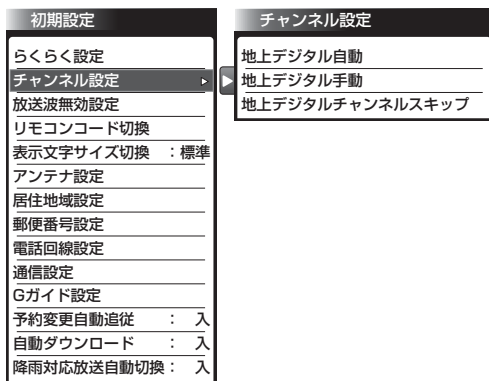 初期設定
らくらく設定
チャンネル設定
放送波無効設定
リモコンコード切換
表示文字サイズ切換 ：標準
アンテナ設定
居住地域設定
郵便番号設定
電話回線設定
通信設定
Gガイド設定
予約変更自動追従 ： 入
自動ダウンロード ： 入
降雨対応放送自動切換： 入
チャンネル設定
地上デジタル自動
地上デジタル手動
地上デジタルチャンネルスキップ